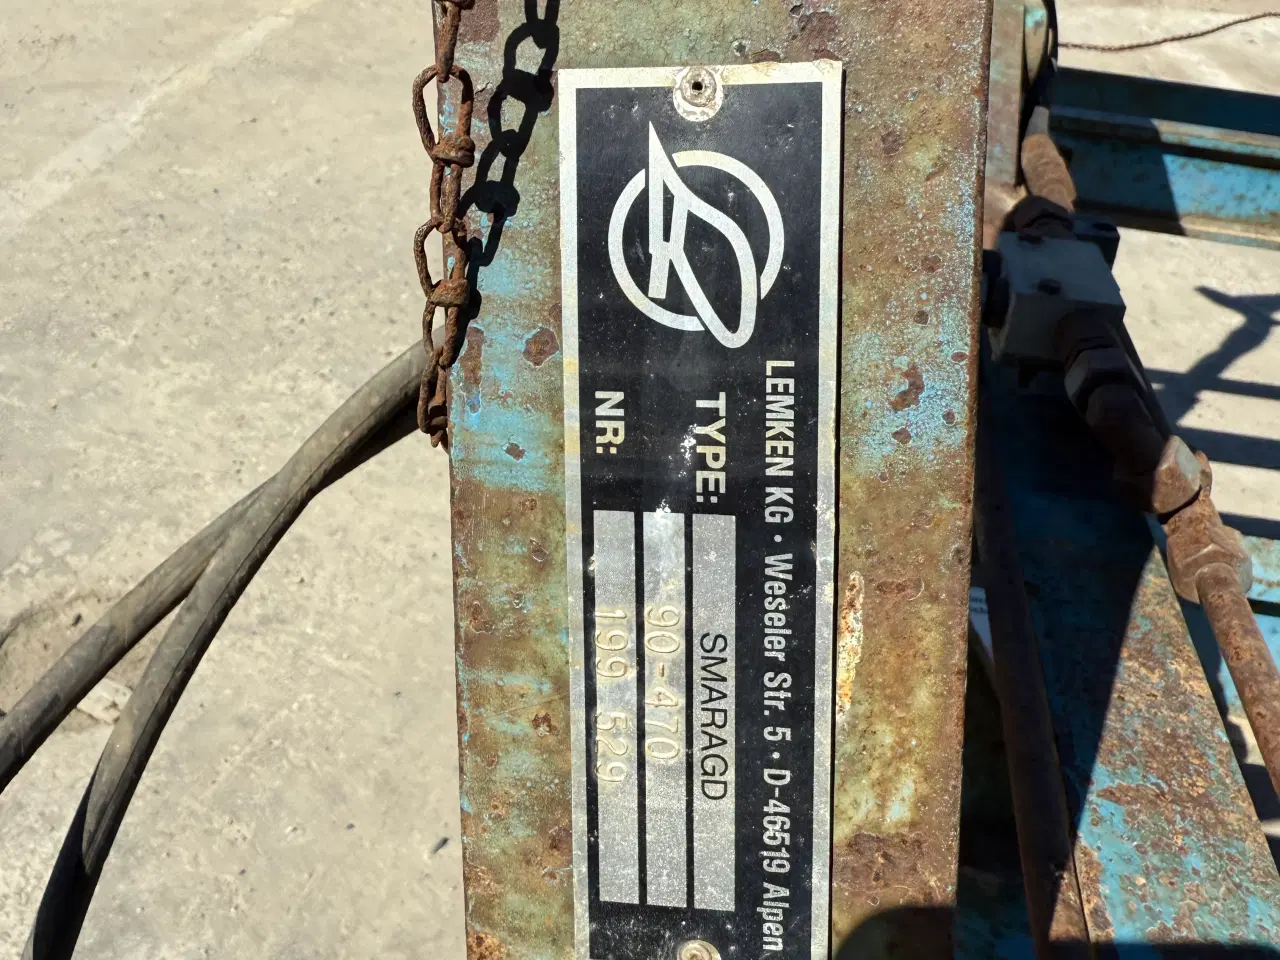 LEMKEN KG · Weseler Str. 5 · D-46519 Alpen
TYPE: SMARAGD
90-470
NR: 199 529